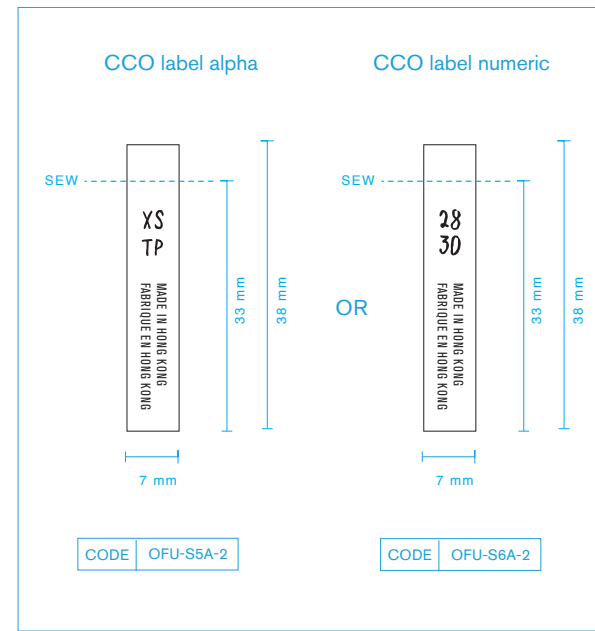 CCO label alpha
SEW
XS
TP
MADE IN HONG KONG
FABRIQUE EN HONG KONG
33 mm
38 mm
7 mm
CODE OFU-S5A-2
OR
CCO label numeric
SEW
28
30
MADE IN HONG KONG
FABRIQUE EN HONG KONG
33 mm
38 mm
7 mm
CODE OFU-S6A-2